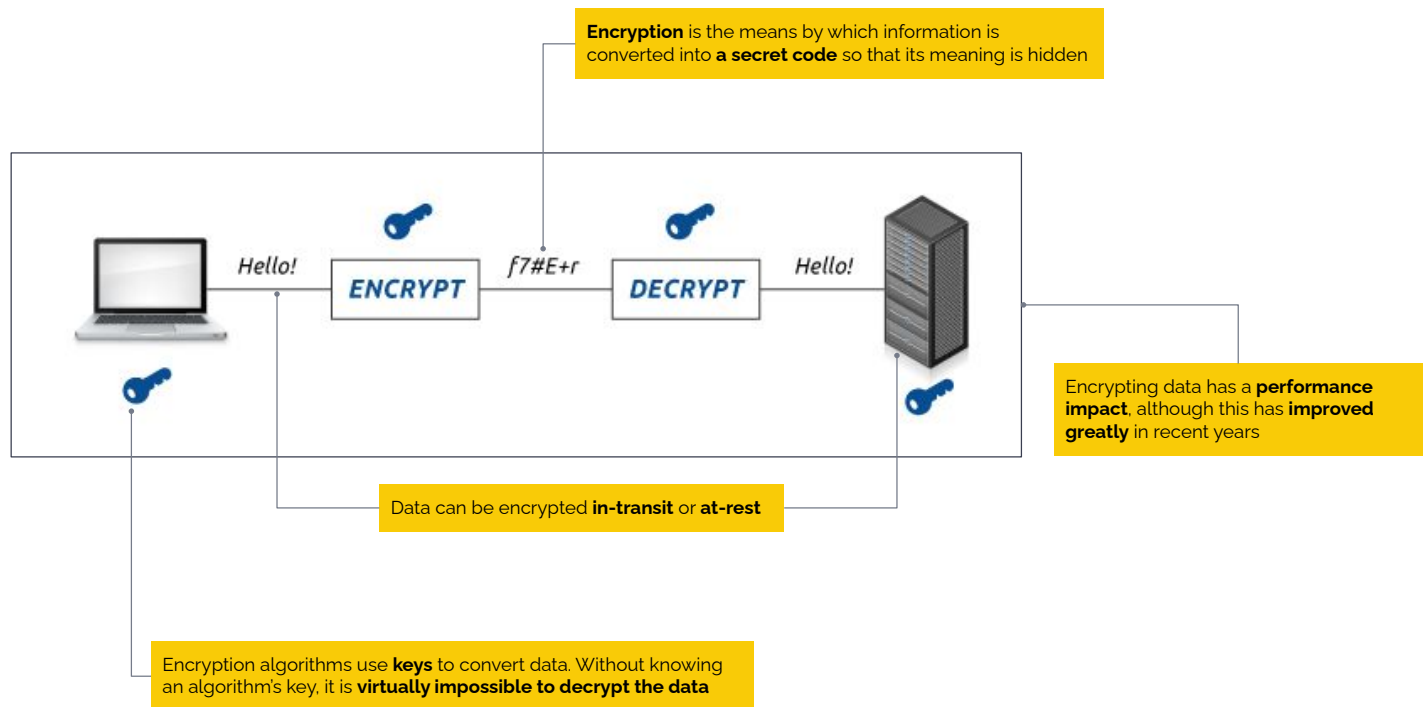 Encryption is the means by which information is
converted into a secret code so that its meaning is hidden
Hello!
ENCRYPT
f7#E+r
DECRYPT
Hello!
Encrypting data has a performance
impact, although this has improved
greatly in recent years
Data can be encrypted in-transit or at-rest
Encryption algorithms use keys to convert data. Without knowing
an algorithm’s key, it is virtually impossible to decrypt the data